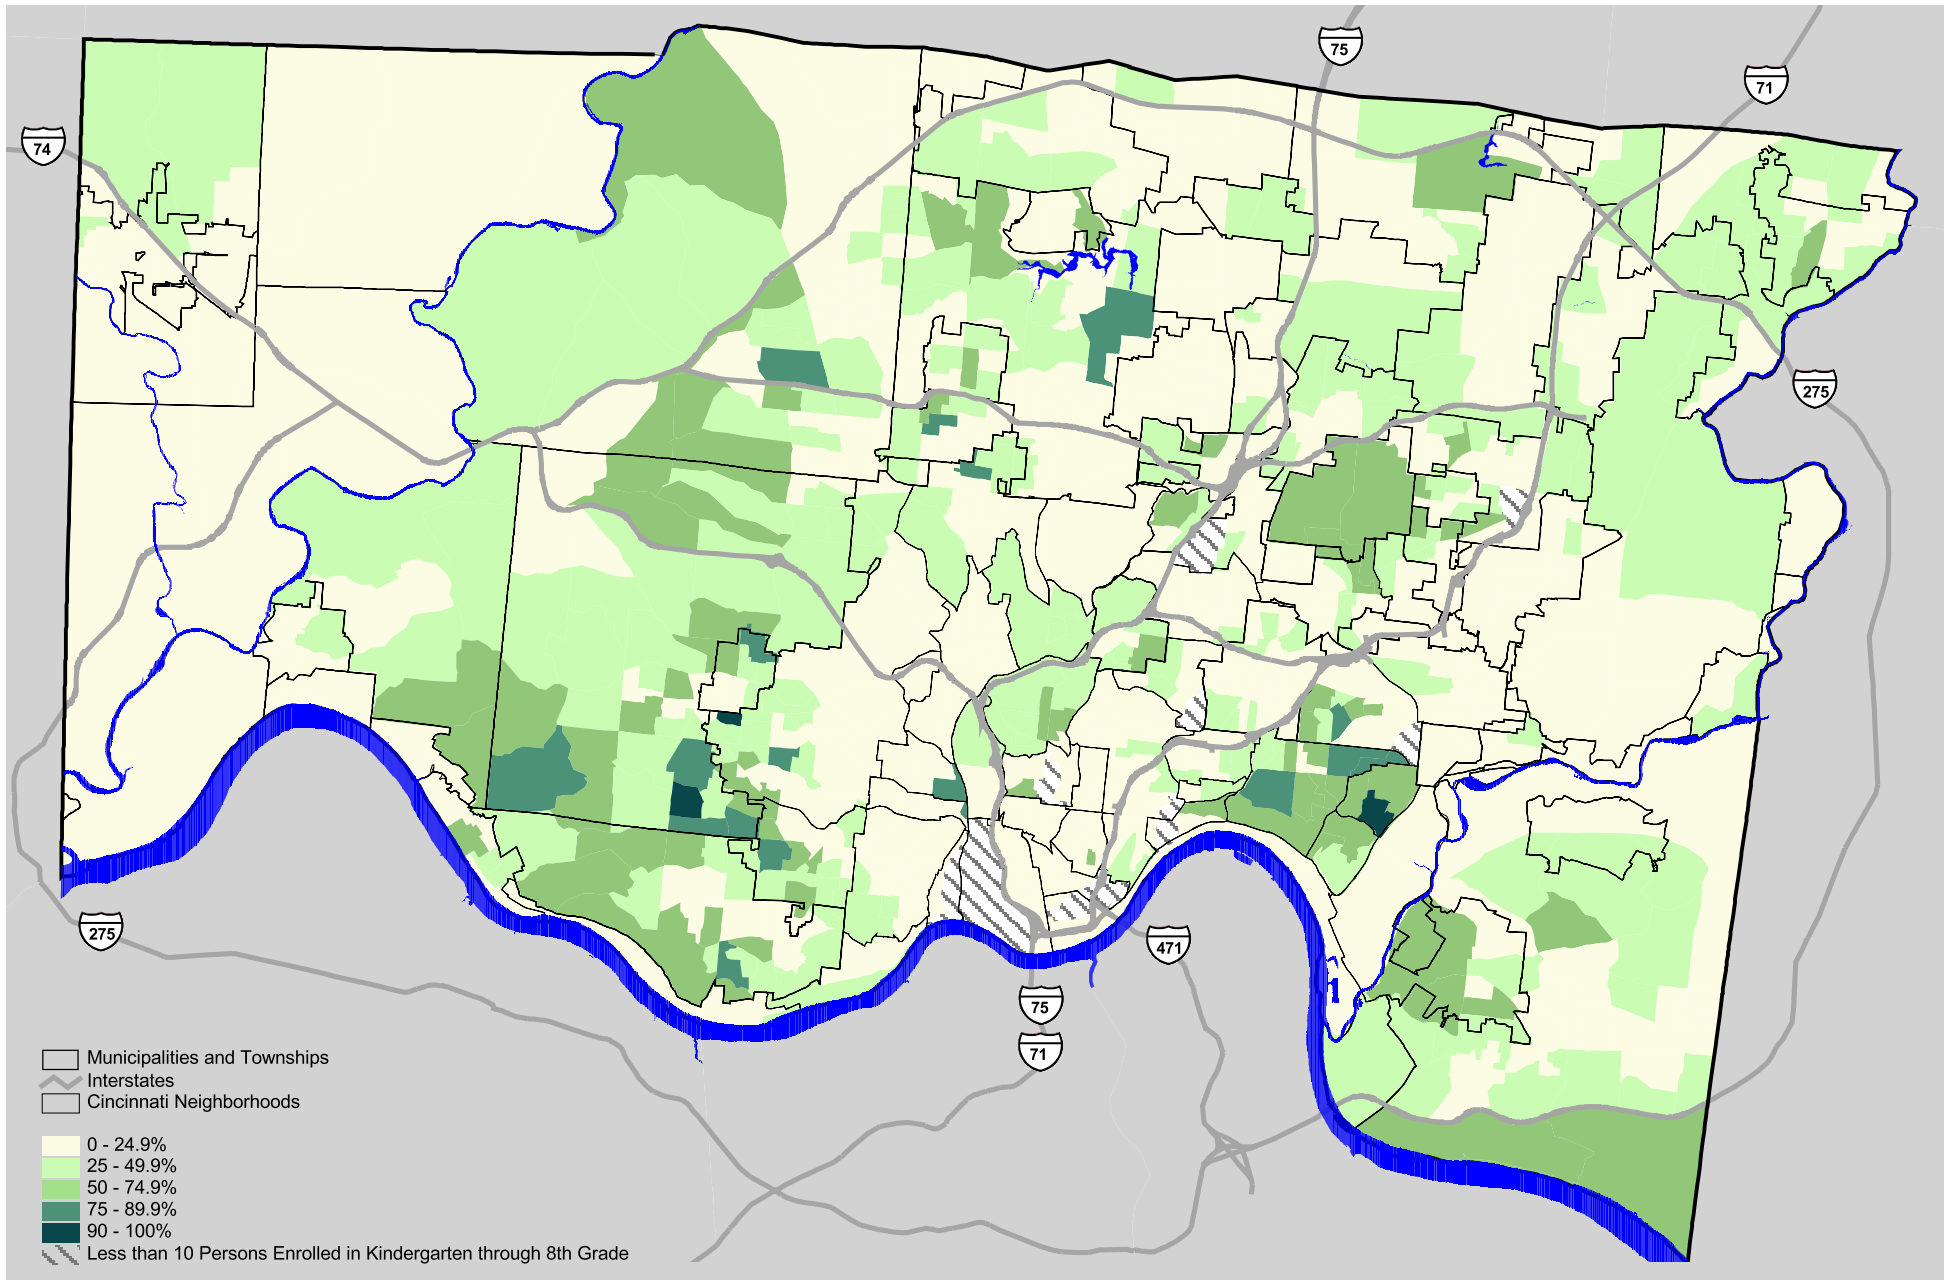 75
71
74
275
275
471
75
71
Municipalities and Townships
Interstates
Cincinnati Neighborhoods
0 - 24.9%
25 - 49.9%
50 - 74.9%
75 - 89.9%
90 - 100%
Less than 10 Persons Enrolled in Kindergarten through 8th Grade